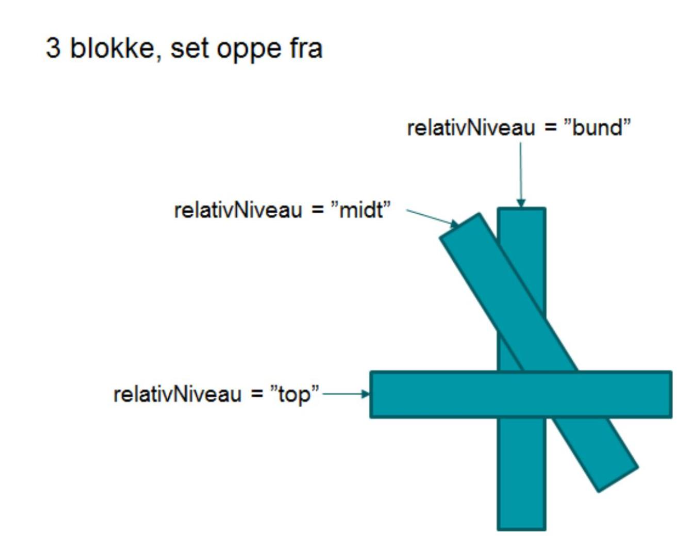 3 blokke, set oppe fra
relativNiveau = ”bund”
relativNiveau = ”midt”
relativNiveau = ”top”